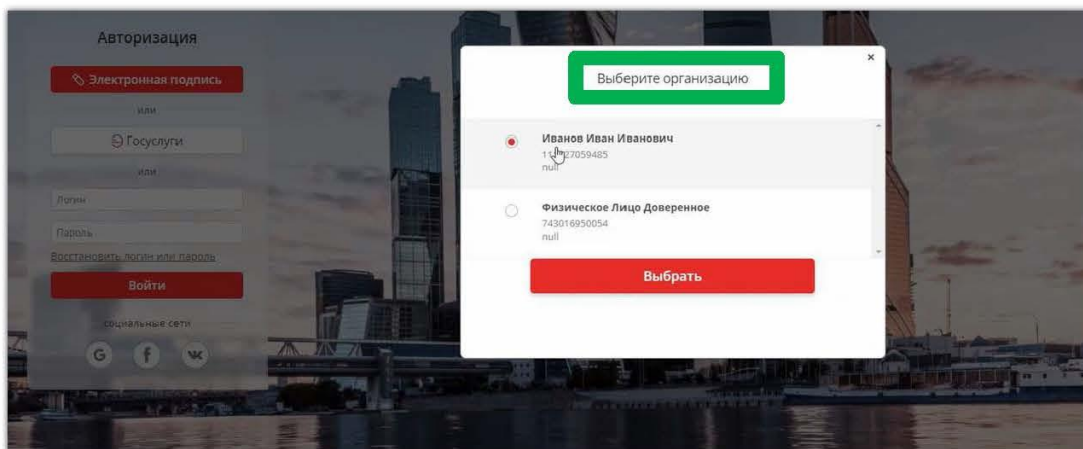 Авторизация
Электронная подпись
или
Госуслуги
или
Логин
Пароль
Восстановить логин или пароль
Войти
социальные сети
G f
Выберите организацию
×
Иванов Иван Иванович
null
Физическое Лицо Доверенное
743016950054
null
Выбрать